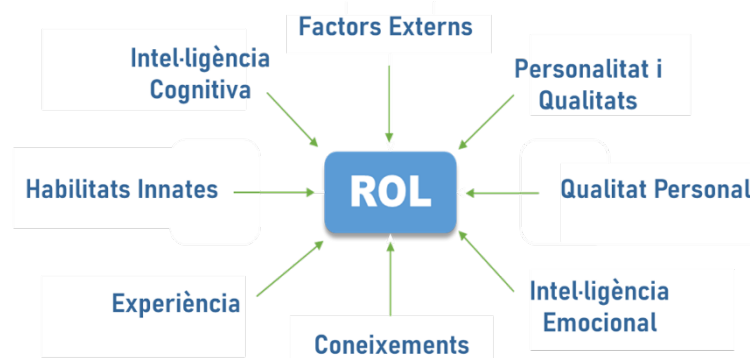 Factors Externs
Intel·ligència
Cognitiva
Personalitat i
Qualitats
Habilitats Innates
ROL
Qualitat Personal
Experiència
Intel·ligència
Emocional
Coneixements